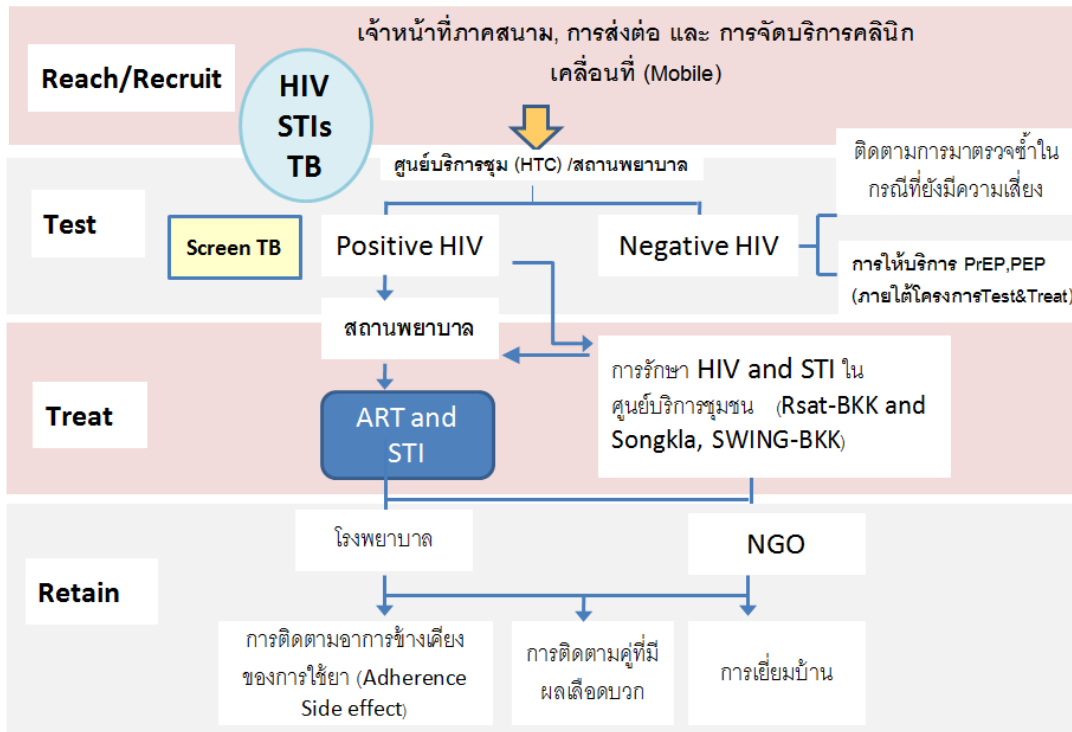 เจ้าหน้าที่ภาคสนาม, การส่งต่อ และ การจัดบริการคลินิก
เคลื่อนที่ (Mobile)
Reach/Recruit
HIV
STIs
TB
ศูนย์บริการชุม (HTC) /สถานพยาบาล
ติดตามการมาตรวจซ้ำใน
กรณีที่ยังมีความเสี่ยง
Test
Screen TB
Positive HIV
Negative HIV
การให้บริการ PrEP,PEP
(ภายใต้โครงการTest&Treat)
สถานพยาบาล
Treat
ART and
STI
การรักษา HIV and STI ใน
ศูนย์บริการชุมชน (Rsat-BKK and
Songkla, SWING-BKK)
โรงพยาบาล
NGO
Retain
การติดตามอาการข้างเคียง
ของการใช้ยา (Adherence
Side effect)
การติดตามคู่ที่มี
ผลเลือดบวก
การเยี่ยมบ้าน